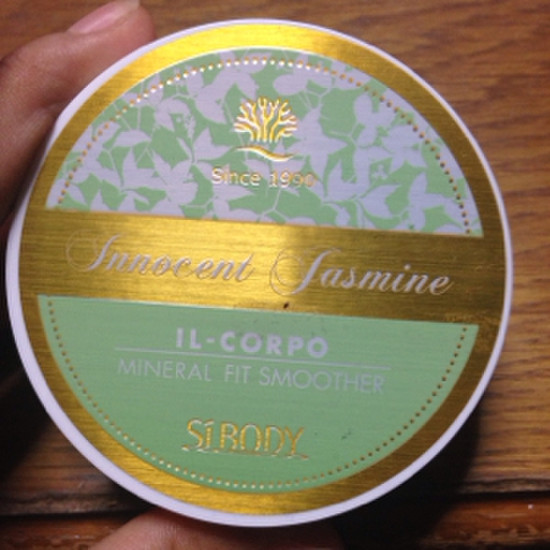 Since 1990
Innocent Jasmine
IL-CORPO
MINERAL FIT SMOOTHER
SiBODY